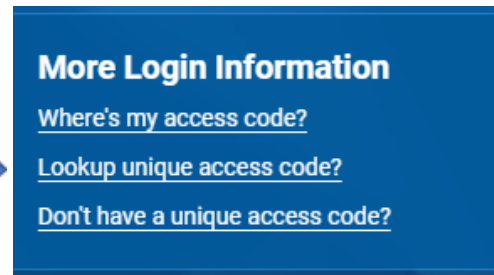 More Login Information
Where's my access code?
Lookup unique access code?
Don't have a unique access code?